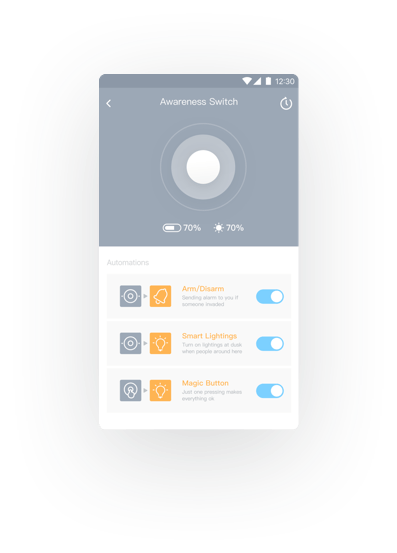 12:30
Awareness Switch
70% 70%
Automations
Arm/Disarm
Sending alarm to you if
someone invaded
Smart Lightings
Turn on lightings at dusk
when people around here
Magic Button
Just one pressing makes
everything ok.